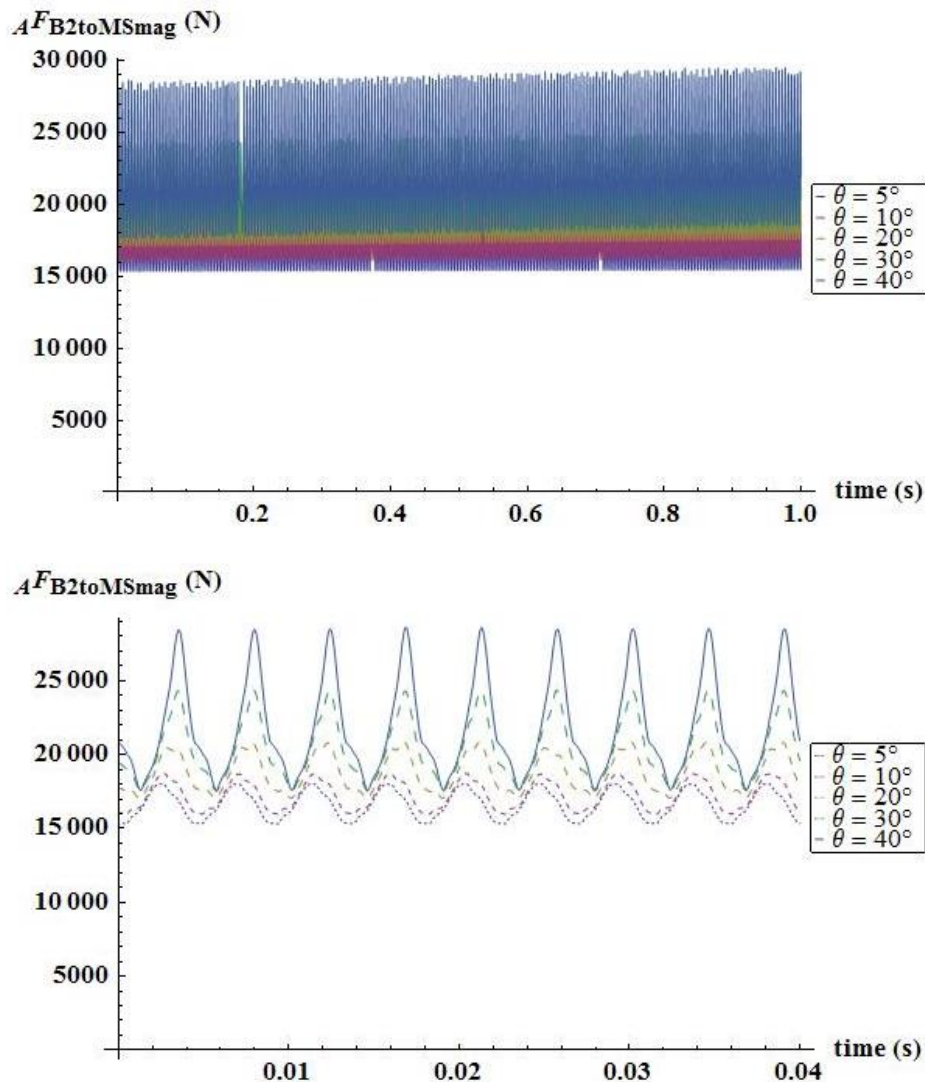 AFB2toMSmag (N)
30 000
25 000
20 000
15 000
10 000
5000
0.2 0.4 0.6 0.8 1.0
time (s)
θ = 5°
θ = 10°
θ = 20°
θ = 30°
θ = 40°
AFB2toMSmag (N)
25 000
20 000
15 000
10 000
5000
0.01 0.02 0.03 0.04
time (s)
θ = 5°
θ = 10°
θ = 20°
θ = 30°
θ = 40°